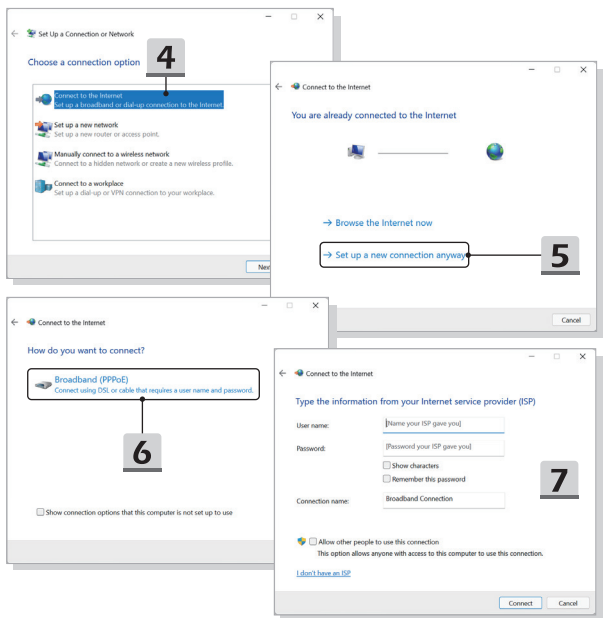 Set Up a Connection or Network
Choose a connection option
4
Connect to the Internet
Set up a broadband or dial-up connection to the Internet.
Set up a new network
Set up a new router or access point.
Manually connect to a wireless network
Connect to a hidden network or create a new wireless profile.
Connect to a workplace
Set up a dial-up or VPN connection to your workplace.
Nex
Connect to the Internet
You are already connected to the Internet
→ Browse the Internet now
→ Set up a new connection anyway
5
Cancel
Connect to the Internet
How do you want to connect?
Broadband (PPPoE)
Connect using DSL or cable that requires a user name and password.
6
Show connection options that this computer is not set up to use
Connect to the Internet
Type the information from your Internet service provider (ISP)
User name:
[Name your ISP gave you]
Password:
[Password your ISP gave you]
Show characters
Remember this password
7
Connection name:
Broadband Connection
Allow other people to use this connection
This option allows anyone with access to this computer to use this connection.
I don't have an ISP
Connect
Cancel